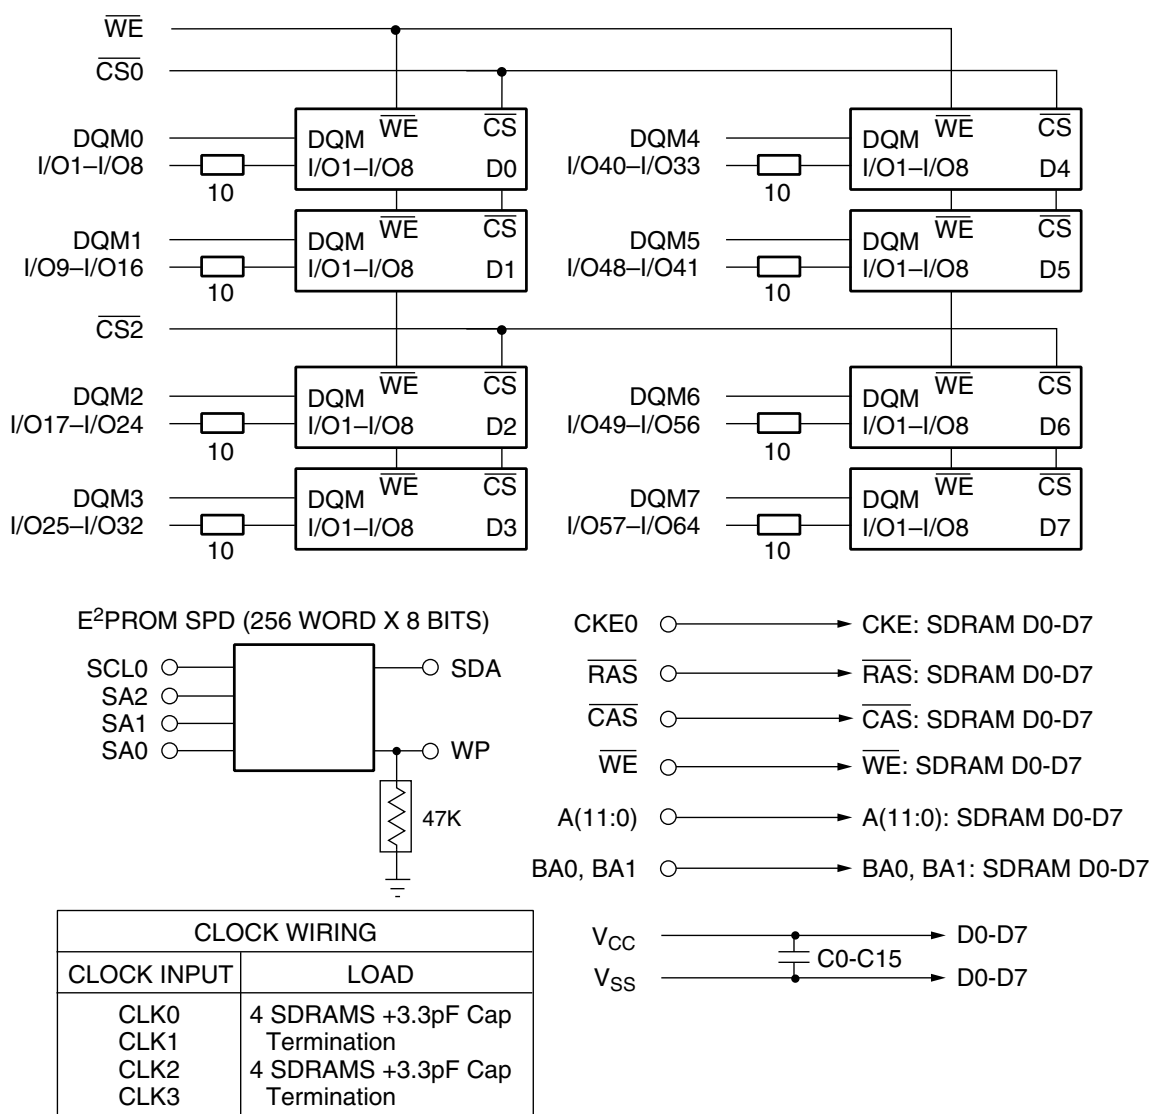 WE
CS0
DQM0
I/O1–I/O8
10
DQM WE CS
I/O1–I/O8 D0
DQM4
I/O40–I/O33
10
DQM WE CS
I/O1–I/O8 D4
DQM1
I/O9–I/O16
10
DQM WE CS
I/O1–I/O8 D1
DQM5
I/O48–I/O41
10
DQM WE CS
I/O1–I/O8 D5
CS2
DQM2
I/O17–I/O24
10
DQM WE CS
I/O1–I/O8 D2
DQM6
I/O49–I/O56
10
DQM WE CS
I/O1–I/O8 D6
DQM3
I/O25–I/O32
10
DQM WE CS
I/O1–I/O8 D3
DQM7
I/O57–I/O64
10
DQM WE CS
I/O1–I/O8 D7
E2PROM SPD (256 WORD X 8 BITS)
SCL0
SA2
SA1
SA0
SDA
WP
47K
CKE0 CKE: SDRAM D0-D7
RAS RAS: SDRAM D0-D7
CAS CAS: SDRAM D0-D7
WE WE: SDRAM D0-D7
A(11:0) A(11:0): SDRAM D0-D7
BA0, BA1 BA0, BA1: SDRAM D0-D7
VCC D0-D7
C0-C15
VSS D0-D7
CLOCK WIRING
CLOCK INPUT LOAD
CLK0 4 SDRAMS +3.3pF Cap
CLK1 Termination
CLK2 4 SDRAMS +3.3pF Cap
CLK3 Termination